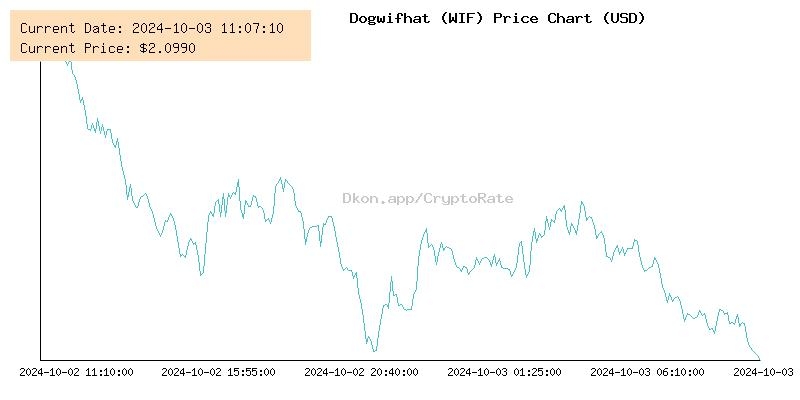 Dogwifhat (WIF) Price Chart (USD)
Current Date: 2024-10-03 11:07:10
Current Price: $2.0990
Dkon.app/CryptoRate
2024-10-02 11:10:00 2024-10-02 15:55:00 2024-10-02 20:40:00 2024-10-03 01:25:00 2024-10-03 06:10:00 2024-10-03